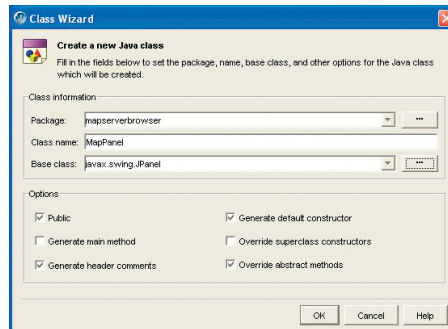 Class Wizard
Create a new Java class
Fill in the fields below to set the package, name, base class, and other options for the Java class
which will be created.
Class information
Package: mapserverbrowser ...
Class name: MapPanel
Base class: javax.swing.JPanel ...
Options
Public Generate default constructor
Generate main method Override superclass constructors
Generate header comments Override abstract methods
OK Cancel Help